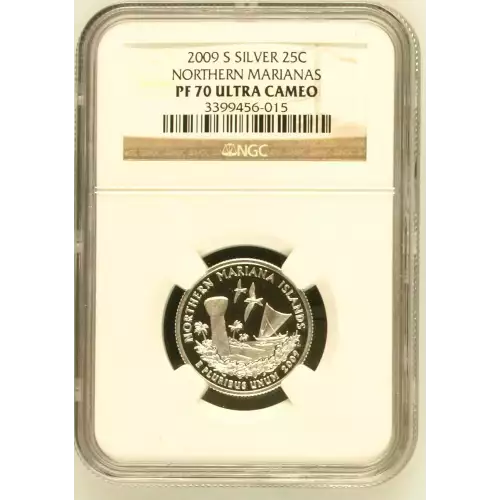 2009 S SILVER 25C
NORTHERN MARIANAS
PF 70 ULTRA CAMEO
3399456-015
NGC
NORTHERN MARIANA ISLANDS
E PLURIBUS UNUM 2009